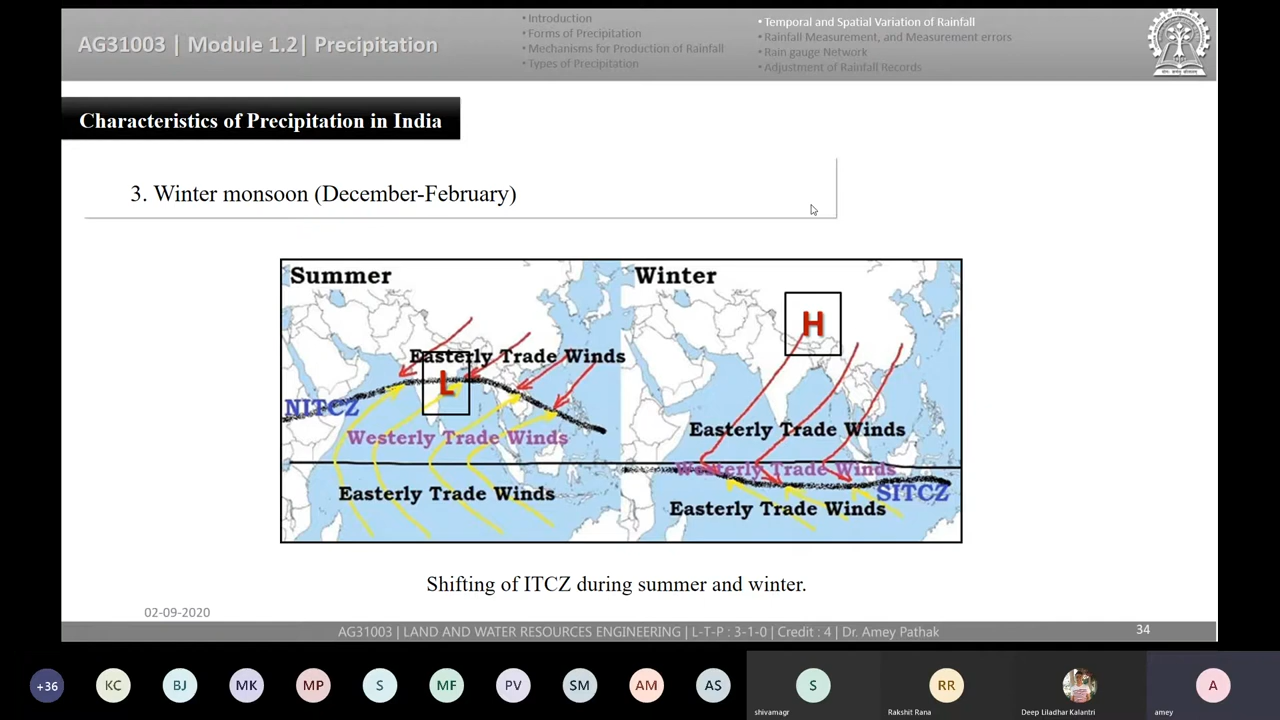 AG31003 | Module 1.2| Precipitation
• Introduction
• Forms of Precipitation
• Mechanisms for Production of Rainfall
• Types of Precipitation
• Temporal and Spatial Variation of Rainfall
• Rainfall Measurement, and Measurement errors
• Rain gauge Network
• Adjustment of Rainfall Records
Characteristics of Precipitation in India
3. Winter monsoon (December-February)
Summer
Easterly Trade Winds
L
NITCZ
Westerly Trade Winds
Easterly Trade Winds
Winter
H
Easterly Trade Winds
Westerly Trade Winds
SITCZ
Easterly Trade Winds
Shifting of ITCZ during summer and winter.
02-09-2020
AG31003 | LAND AND WATER RESOURCES ENGINEERING | L-T-P : 3-1-0 | Credit : 4 | Dr. Amey Pathak
34
+36
KC
BJ
MK
MP
S
MF
PV
SM
AM
AS
S
shivamagr
RR
Rakshit Rana
Deep Liladhar Kalantri
A
amey